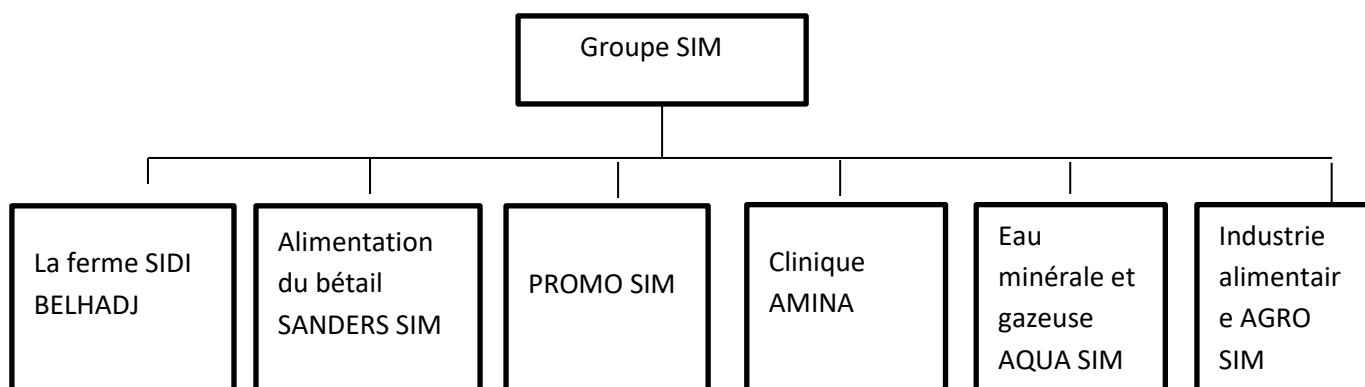 Groupe SIM
La ferme SIDI
BELHADJ
Alimentation
du bétail
SANDERS SIM
PROMO SIM
Clinique
AMINA
Eau
minérale et
gazeuse
AQUA SIM
Industrie
alimentair
e AGRO
SIM